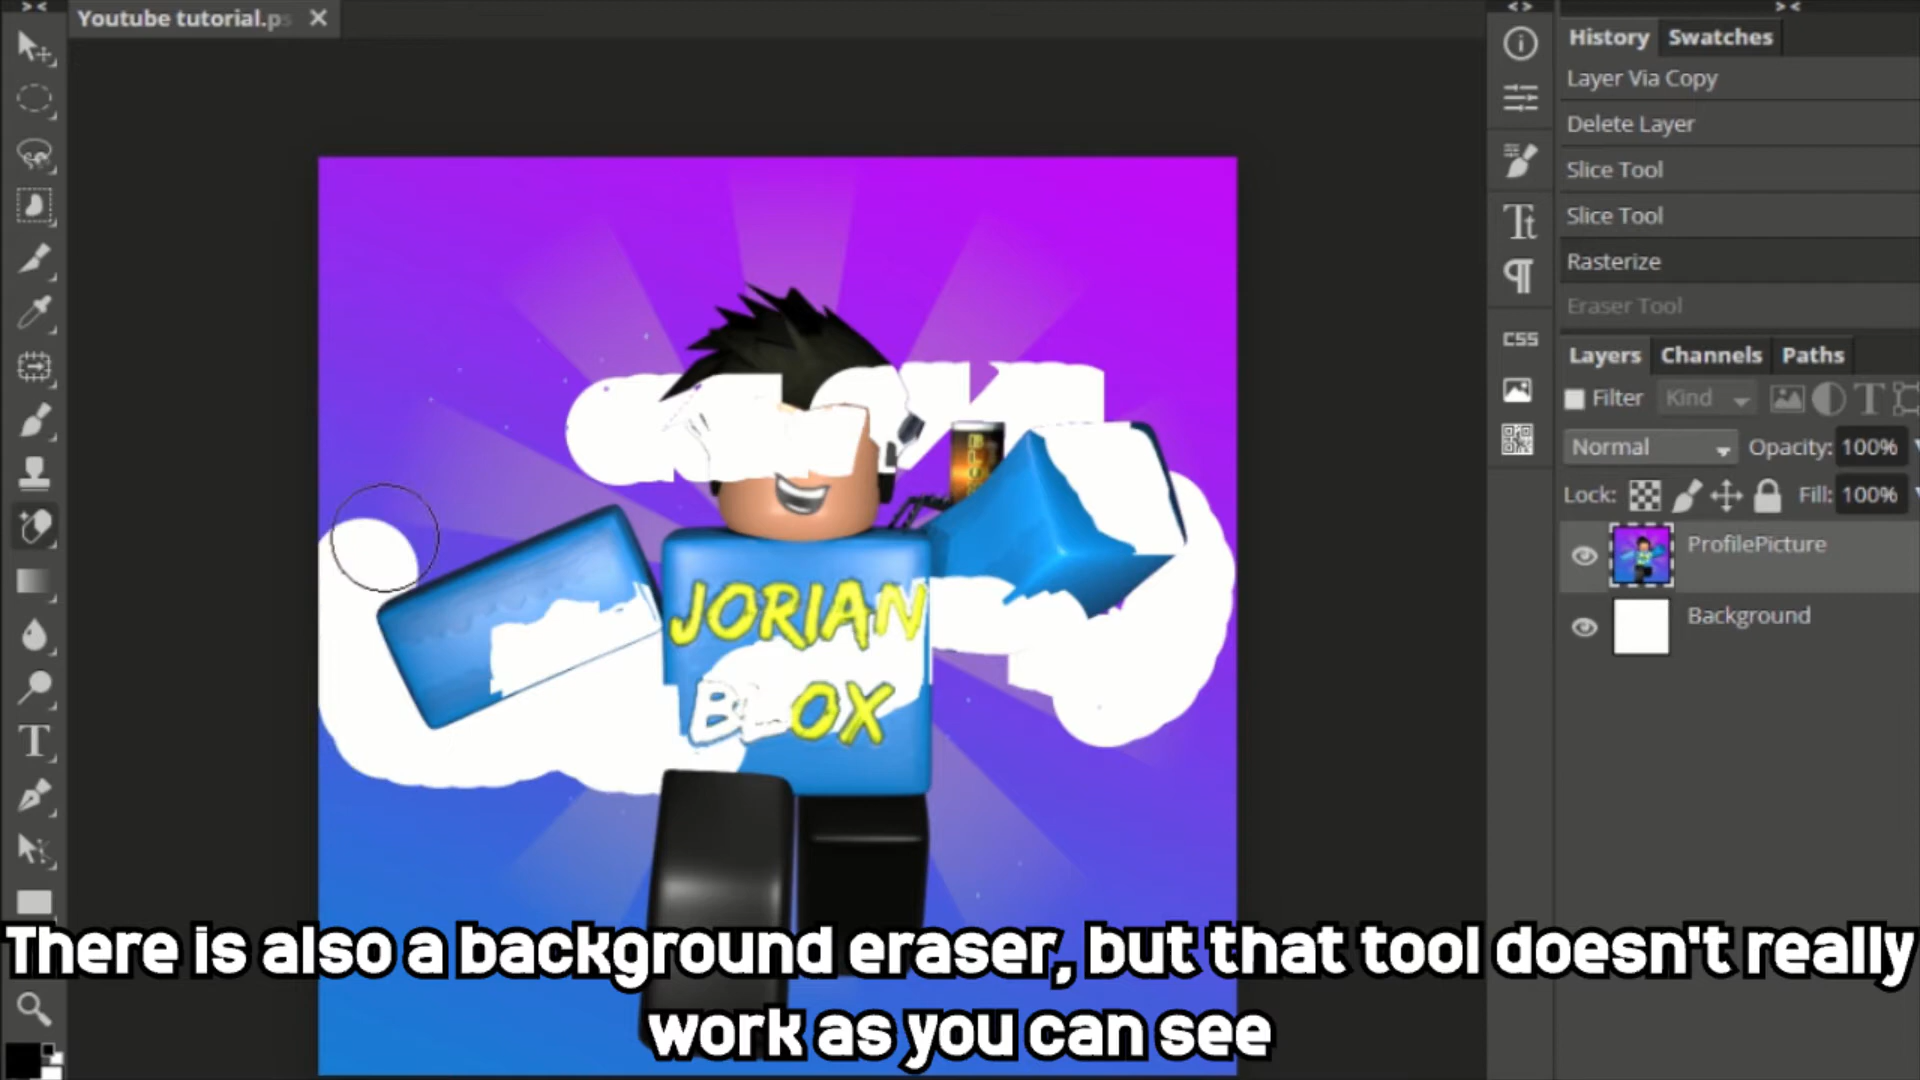 Youtube tutorial.ps
History Swatches
Layer Via Copy
Delete Layer
Slice Tool
Slice Tool
Rasterize
Eraser Tool
CSS
Layers Channels Paths
Filter Kind
Normal Opacity: 100%
Lock: Fill: 100%
ProfilePicture
Background
JORIAN
BLOX
There is also a background eraser, but that tool doesn't really
work as you can see